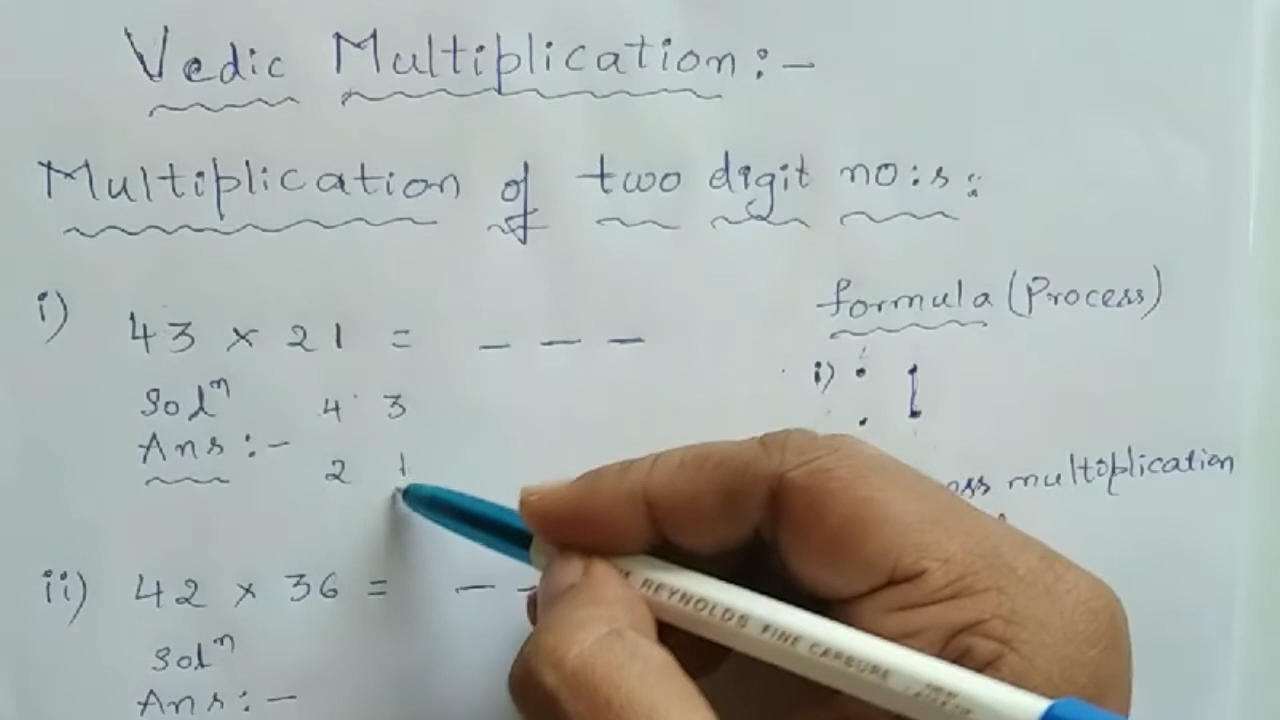 Vedic Multiplication :-
Multiplication of two digit no:s :
i) 43 × 21 = _ _ _
formula (Process)
i)
Solⁿ 4 3
Ans :- 2 1
multiplication
ii) 42 × 36 = _ _
Solⁿ
Ans :-
REYNOLDS FINE CARBURE